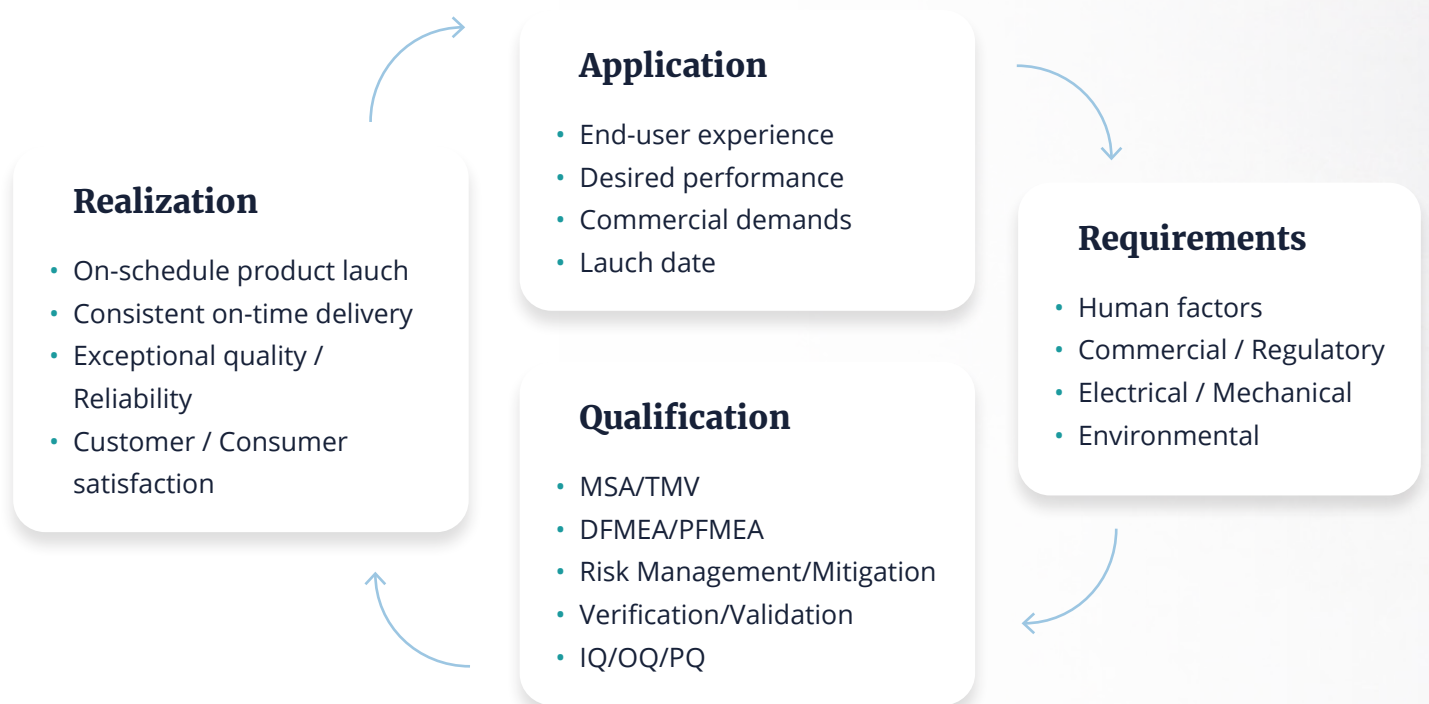 Application
• End-user experience
• Desired performance
• Commercial demands
• Lauch date
Requirements
• Human factors
• Commercial / Regulatory
• Electrical / Mechanical
• Environmental
Qualification
• MSA/TMV
• DFMEA/PFMEA
• Risk Management/Mitigation
• Verification/Validation
• IQ/OQ/PQ
Realization
• On-schedule product lauch
• Consistent on-time delivery
• Exceptional quality /
Reliability
• Customer / Consumer
satisfaction